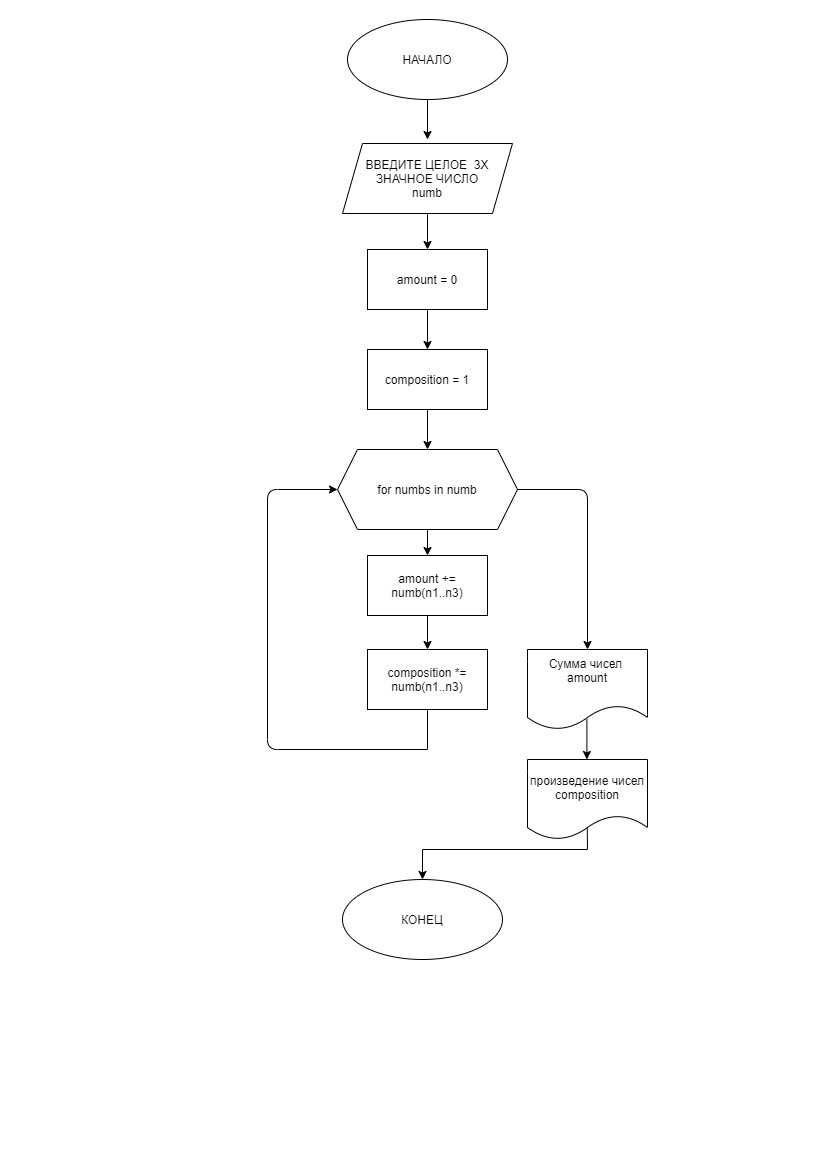 НАЧАЛО
ВВЕДИТЕ ЦЕЛОЕ 3Х
ЗНАЧНОЕ ЧИСЛО
numb
amount = 0
composition = 1
for numbs in numb
amount +=
numb(n1..n3)
composition *=
numb(n1..n3)
Сумма чисел
amount
произведение чисел
composition
КОНЕЦ